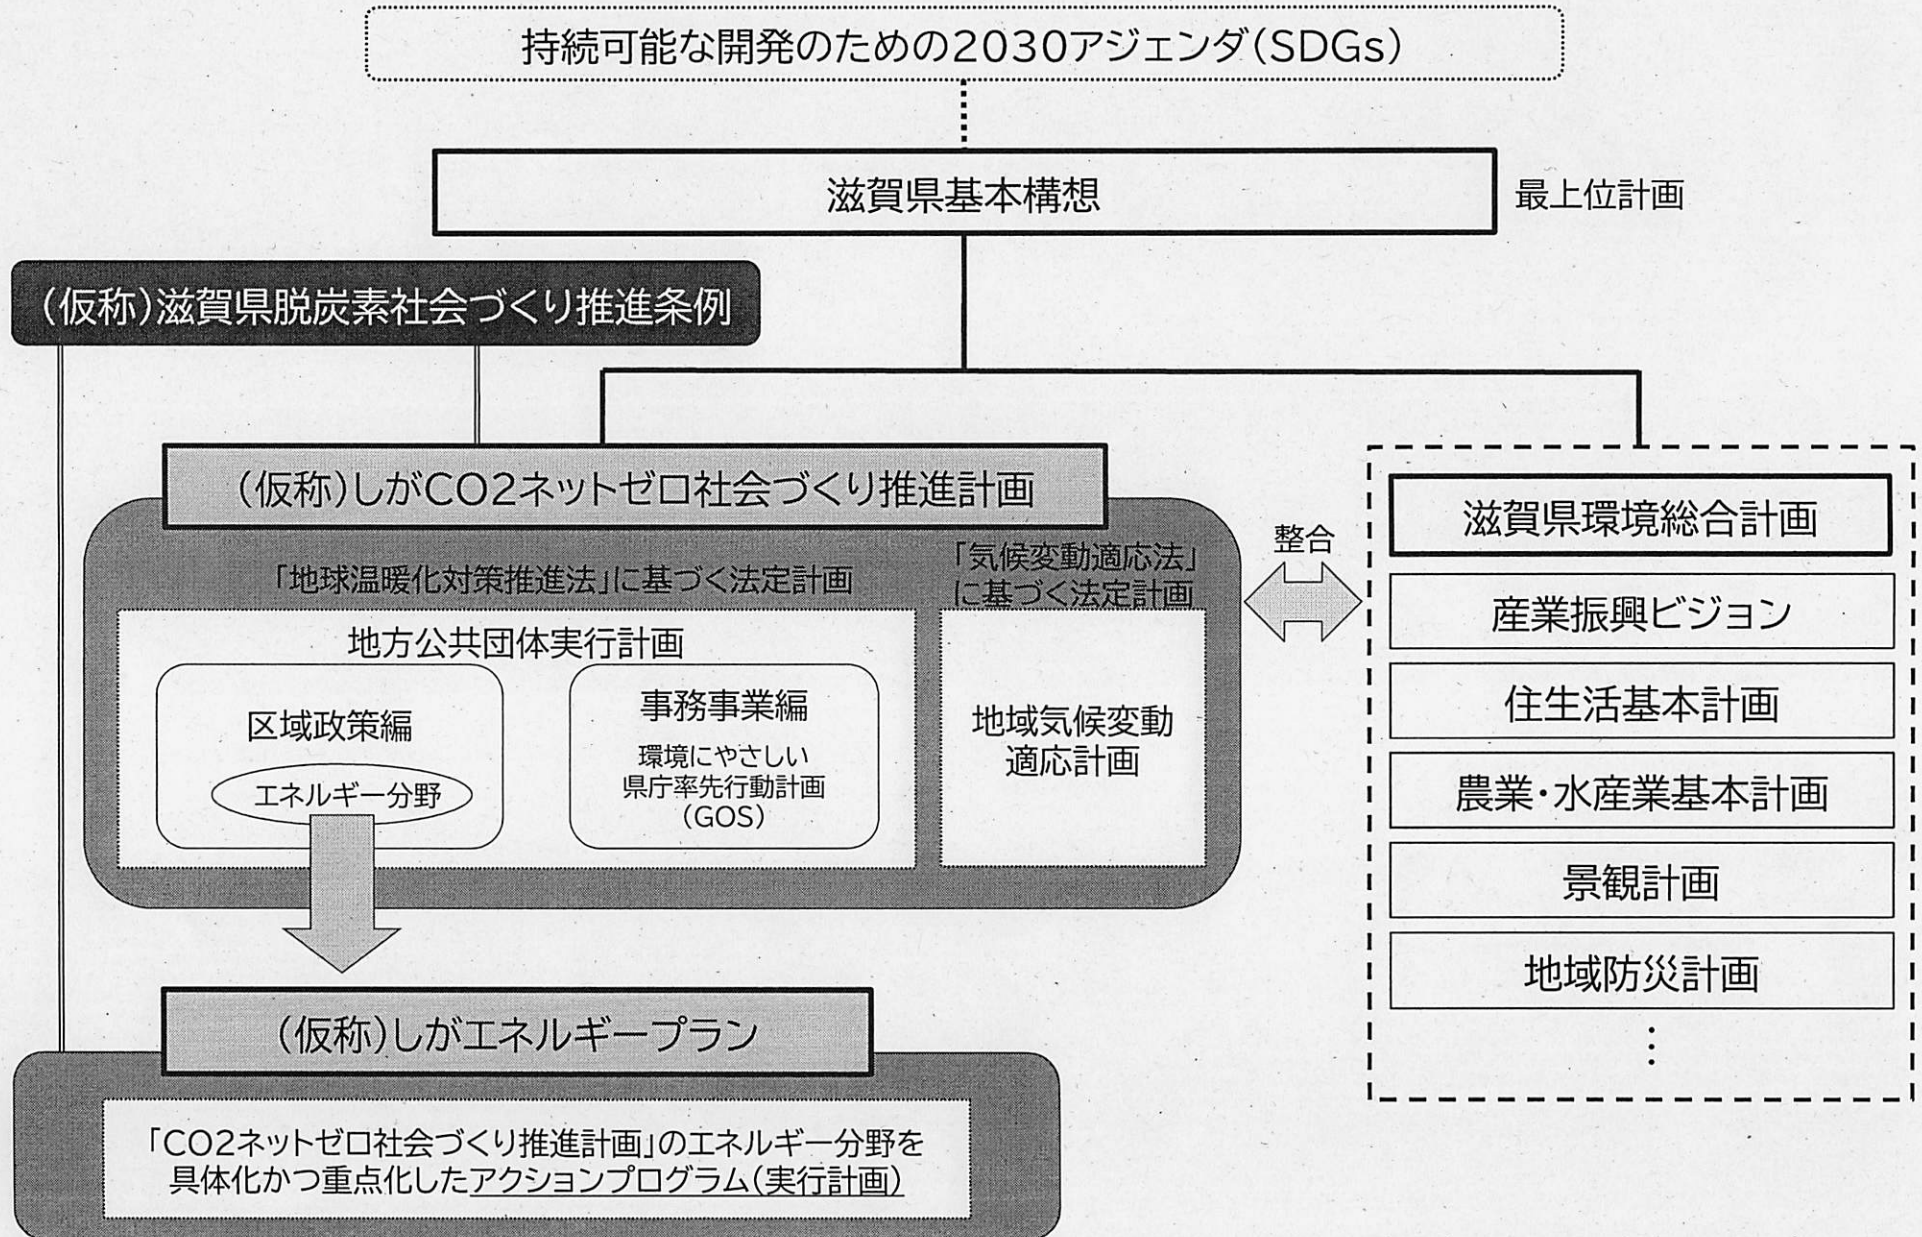 持続可能な開発のための2030アジェンダ(SDGs)
滋賀県基本構想
最上位計画
(仮称)滋賀県脱炭素社会づくり推進条例
(仮称)しがCO2ネットゼロ社会づくり推進計画
「地球温暖化対策推進法」に基づく法定計画
地方公共団体実行計画
区域政策編
エネルギー分野
事務事業編
環境にやさしい
県庁率先行動計画
(GOS)
「気候変動適応法」
に基づく法定計画
地域気候変動
適応計画
整合
滋賀県環境総合計画
産業振興ビジョン
住生活基本計画
農業・水産業基本計画
景観計画
地域防災計画
⋮
(仮称)しがエネルギープラン
「CO2ネットゼロ社会づくり推進計画」のエネルギー分野を
具体化かつ重点化したアクションプログラム(実行計画)